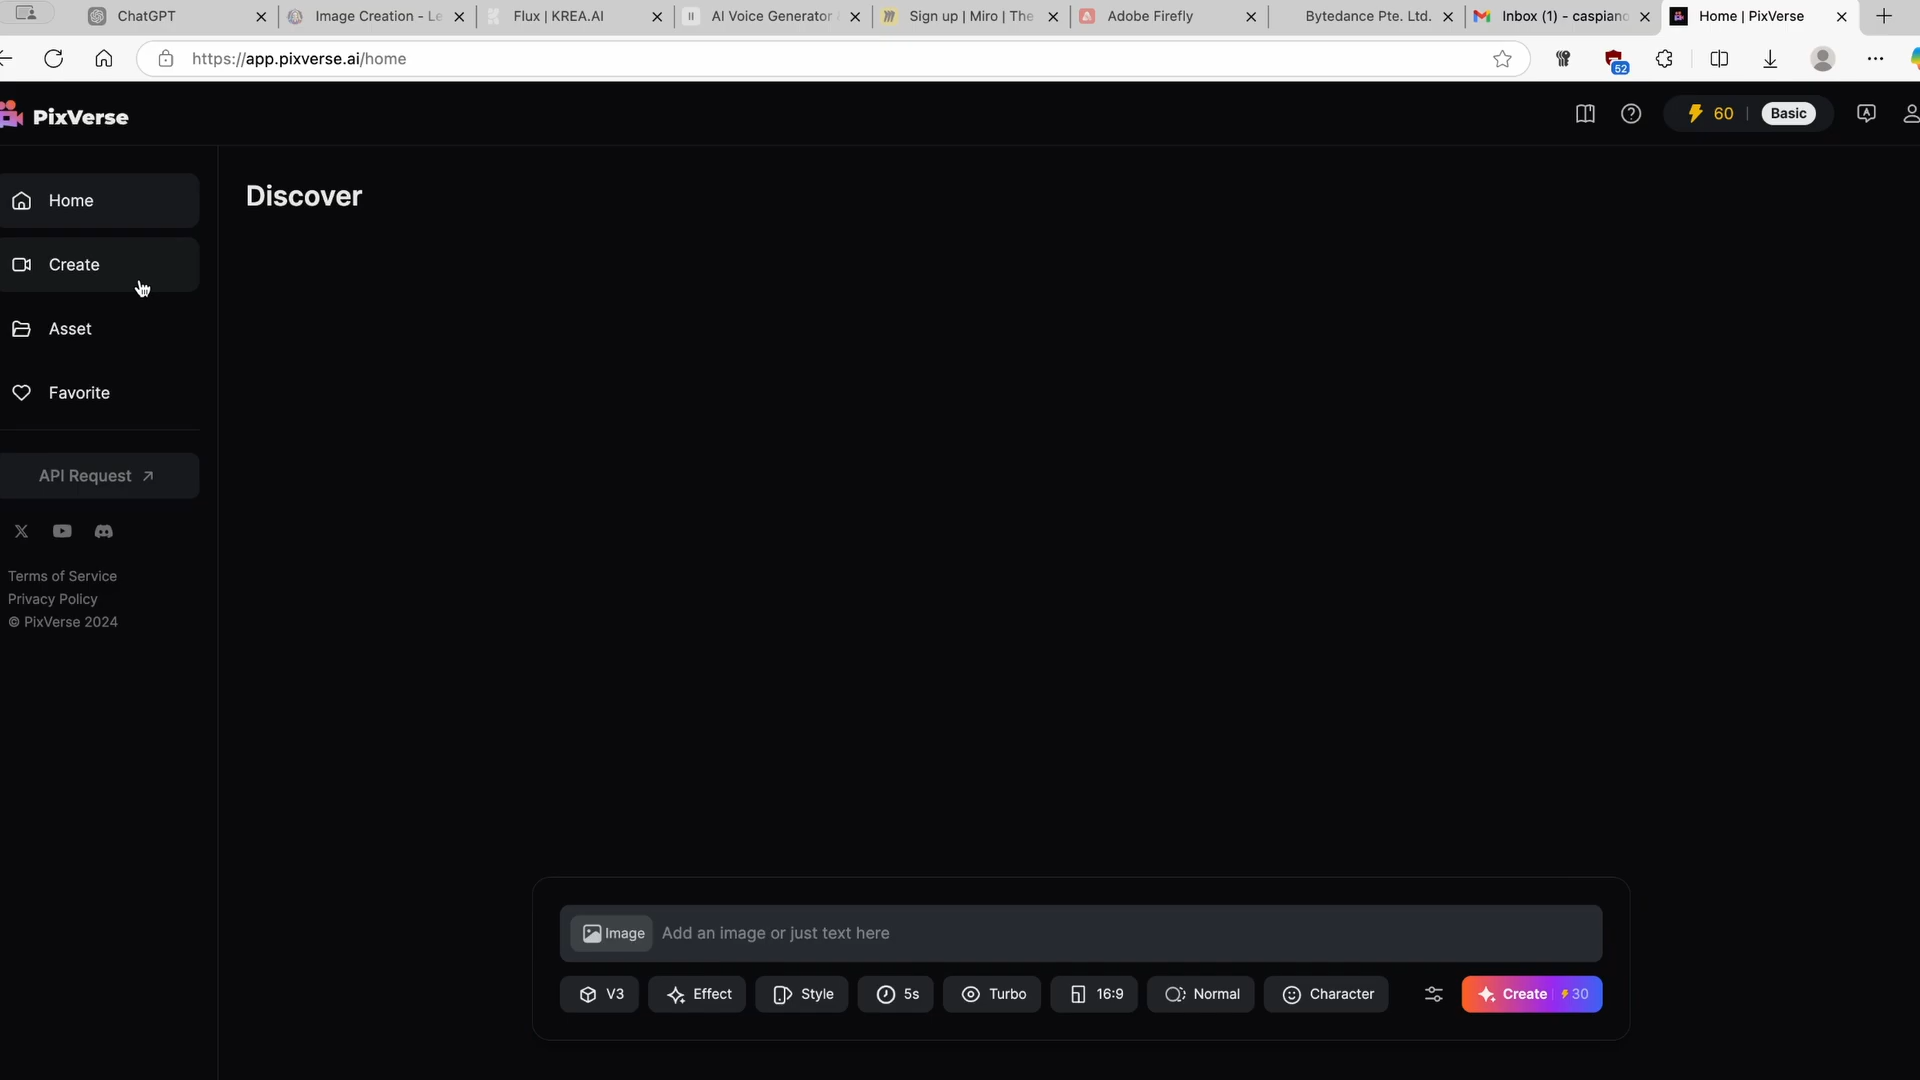 ChatGPT
Image Creation - Le
Flux | KREA.AI
AI Voice Generator
Sign up | Miro | The
Adobe Firefly
Bytedance Pte. Ltd.
Inbox (1) - caspiano
Home | PixVerse
https://app.pixverse.ai/home
52
PixVerse
60
Basic
Home
Create
Asset
Favorite
API Request
Terms of Service
Privacy Policy
© PixVerse 2024
Discover
Image
Add an image or just text here
V3
Effect
Style
5s
Turbo
16:9
Normal
Character
Create
30